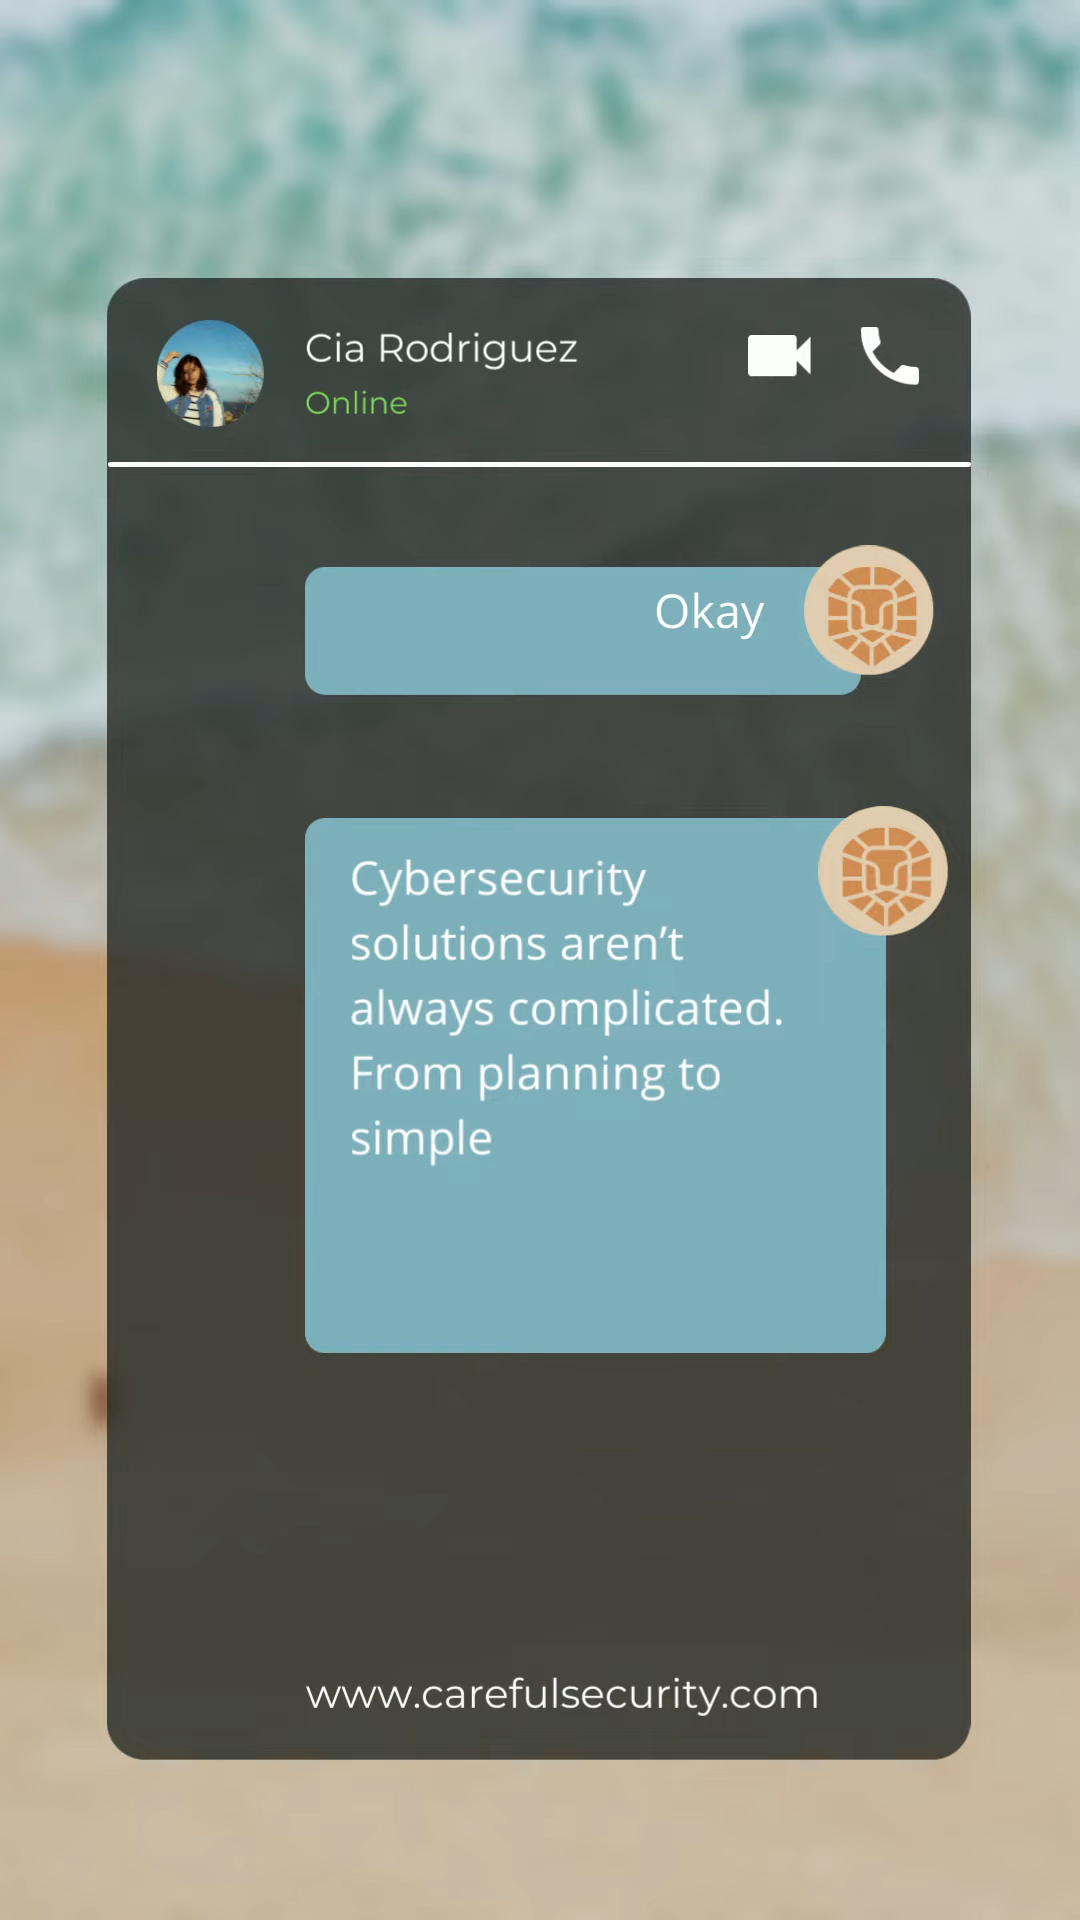 Cia Rodriguez
Online
Okay
Cybersecurity
solutions aren’t
always complicated.
From planning to
simple
www.carefulsecurity.com